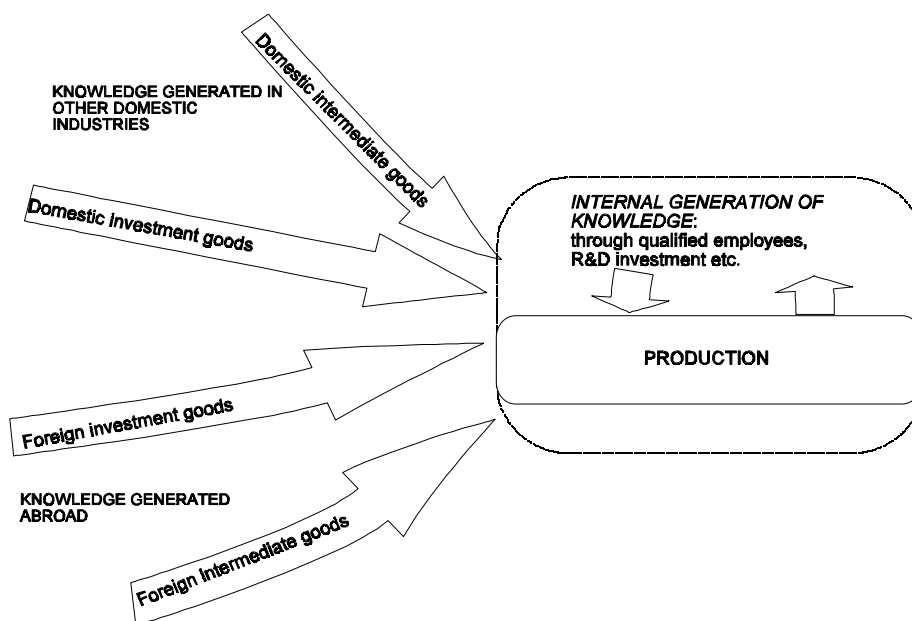 Domestic intermediate goods
KNOWLEDGE GENERATED IN
OTHER DOMESTIC
INDUSTRIES
Domestic investment goods
INTERNAL GENERATION OF
KNOWLEDGE:
through qualified employees,
R&D investment etc.
PRODUCTION
Foreign investment goods
KNOWLEDGE GENERATED
ABROAD
Foreign Intermediate goods